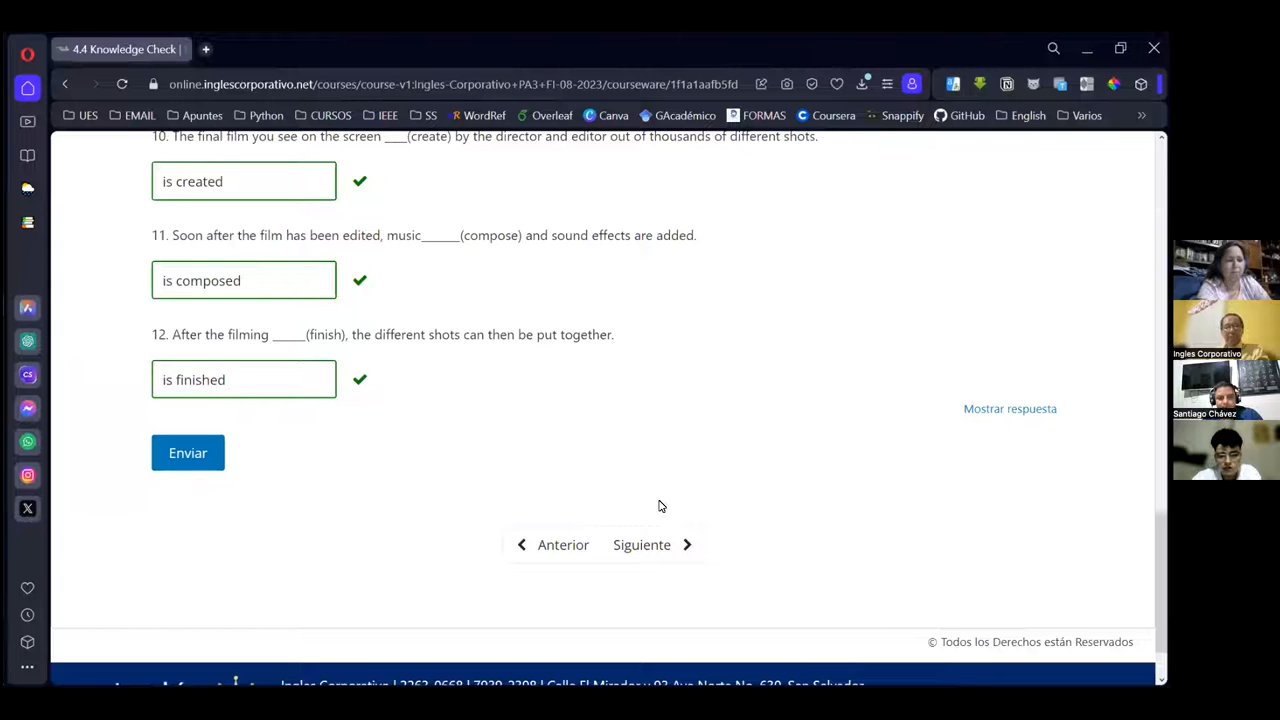 4.4 Knowledge Check |
online.inglescorporativo.net/courses/course-v1:Ingles-Corporativo+PA3+FI-08-2023/courseware/1f1a1aafb5fd
UES EMAIL Apuntes Python CURSOS IEEE SS WordRef Overleaf Canva GAcadémico FORMAS Coursera Snappify GitHub English Varios
10. The final film you see on the screen ____(create) by the director and editor out of thousands of different shots.
is created
11. Soon after the film has been edited, music______(compose) and sound effects are added.
is composed
12. After the filming _____(finish), the different shots can then be put together.
is finished
Mostrar respuesta
Enviar
Anterior Siguiente
© Todos los Derechos están Reservados
Ingles Corporativo
Santiago Chávez